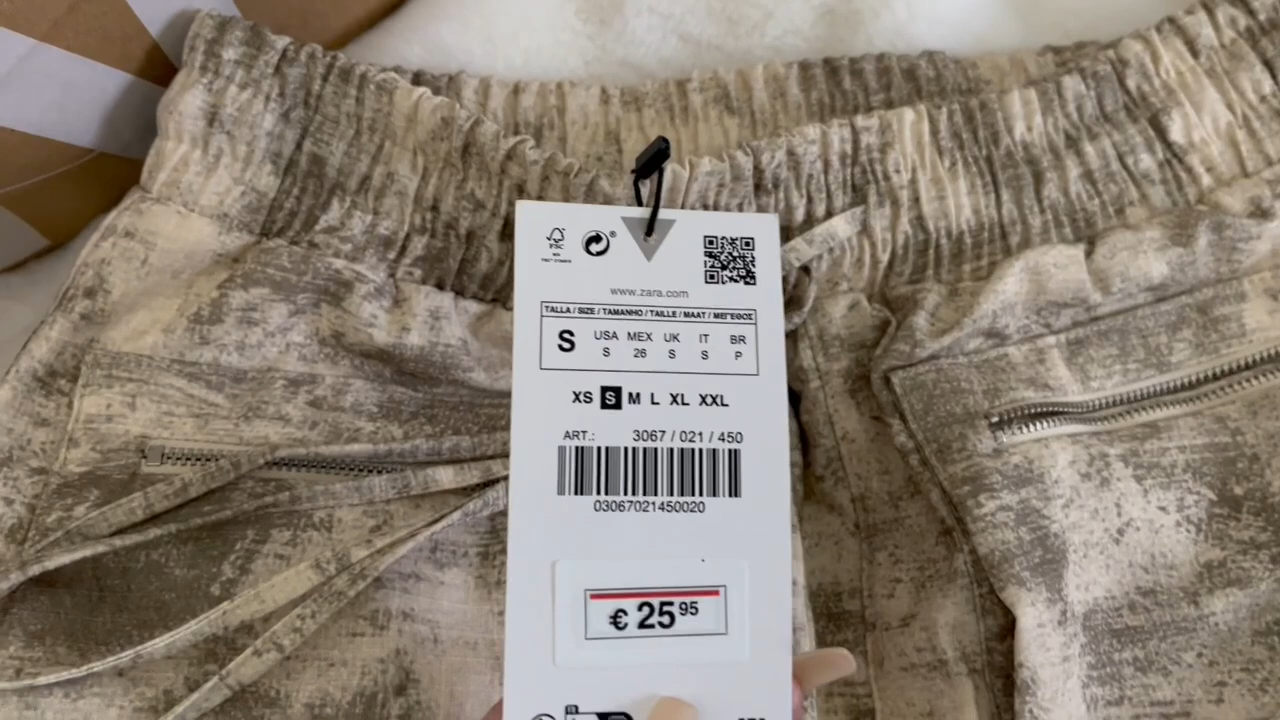 FSC
www.zara.com
TALLA / SIZE / TAMANHO / TAILLE / MAAT / ΜΕΓΕΘΟΣ
S
USA MEX UK IT BR
S 26 S S P
XS S M L XL XXL
ART.: 3067 / 021 / 450
03067021450020
€ 25 95